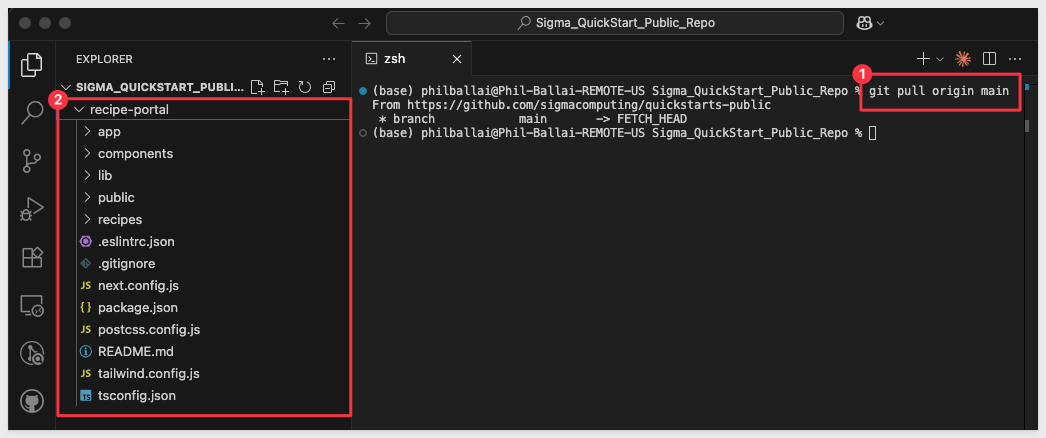 Sigma_QuickStart_Public_Repo
EXPLORER
zsh
1
SIGMA_QUICKSTART_PUBLI...
(base) philballai@Phil-Ballai-REMOTE-US Sigma_QuickStart_Public_Repo % git pull origin main
2
recipe-portal
From https://github.com/sigmacomputing/quickstarts-public
* branch main -> FETCH_HEAD
app
(base) philballai@Phil-Ballai-REMOTE-US Sigma_QuickStart_Public_Repo %
components
lib
public
recipes
.eslintrc.json
.gitignore
JS next.config.js
{ } package.json
JS postcss.config.js
README.md
JS tailwind.config.js
TS tsconfig.json